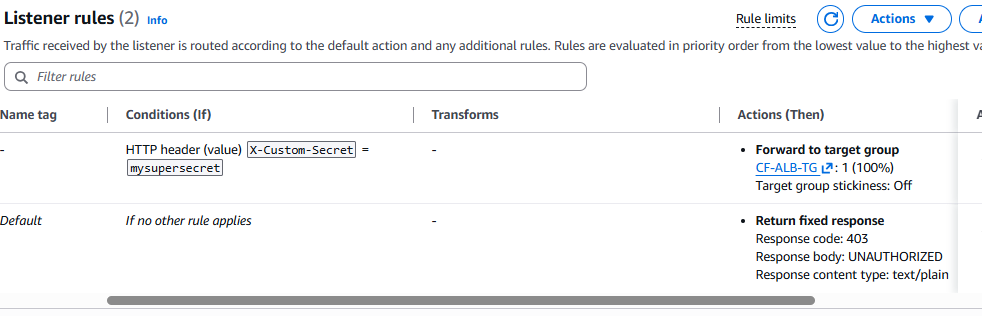 Listener rules (2) Info
Rule limits
Actions
Traffic received by the listener is routed according to the default action and any additional rules. Rules are evaluated in priority order from the lowest value to the highest
Filter rules
Name tag Conditions (If) Transforms Actions (Then)
- HTTP header (value) X-Custom-Secret = - • Forward to target group
mysupersecret CF-ALB-TG : 1 (100%)
Target group stickiness: Off
Default If no other rule applies - • Return fixed response
Response code: 403
Response body: UNAUTHORIZED
Response content type: text/plain